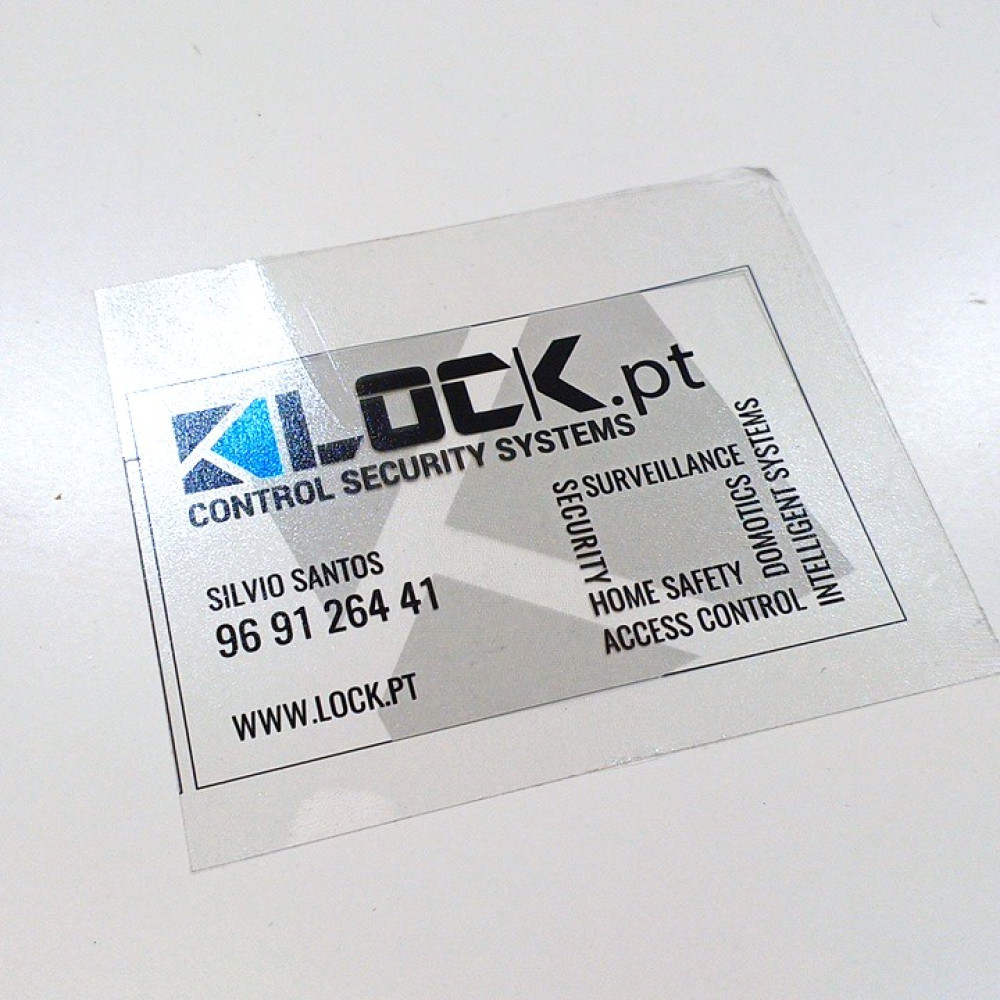 LOCK.pt
CONTROL SECURITY SYSTEMS
SILVIO SANTOS
96 91 264 41
WWW.LOCK.PT
SECURITY
SURVEILLANCE
DOMOTICS
INTELLIGENT SYSTEMS
HOME SAFETY
ACCESS CONTROL